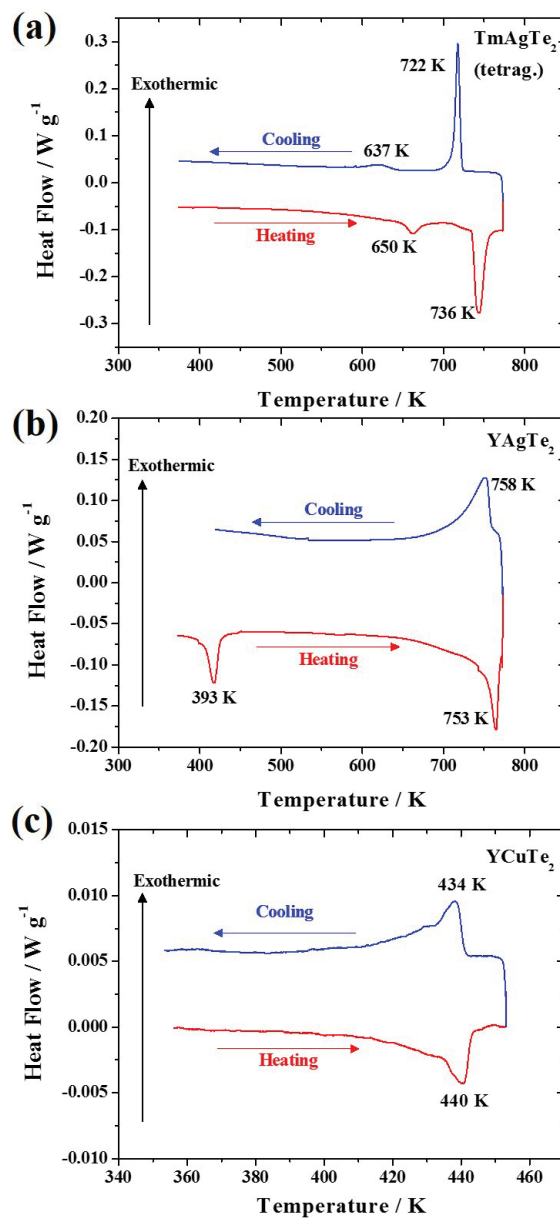 (a)
TmAgTe2
(tetrag.)
0.3
0.2
0.1
0.0
-0.1
-0.2
-0.3
Heat Flow / W g-1
Exothermic
722 K
637 K
Cooling
Heating
650 K
736 K
300 400 500 600 700 800
Temperature / K
(b)
YAgTe2
0.20
0.15
0.10
0.05
0.00
-0.05
-0.10
-0.15
-0.20
Heat Flow / W g-1
Exothermic
758 K
Cooling
Heating
393 K
753 K
300 400 500 600 700 800
Temperature / K
(c)
YCuTe2
0.015
0.010
0.005
0.000
-0.005
-0.010
Heat Flow / W g-1
Exothermic
434 K
Cooling
Heating
440 K
340 360 380 400 420 440 460
Temperature / K